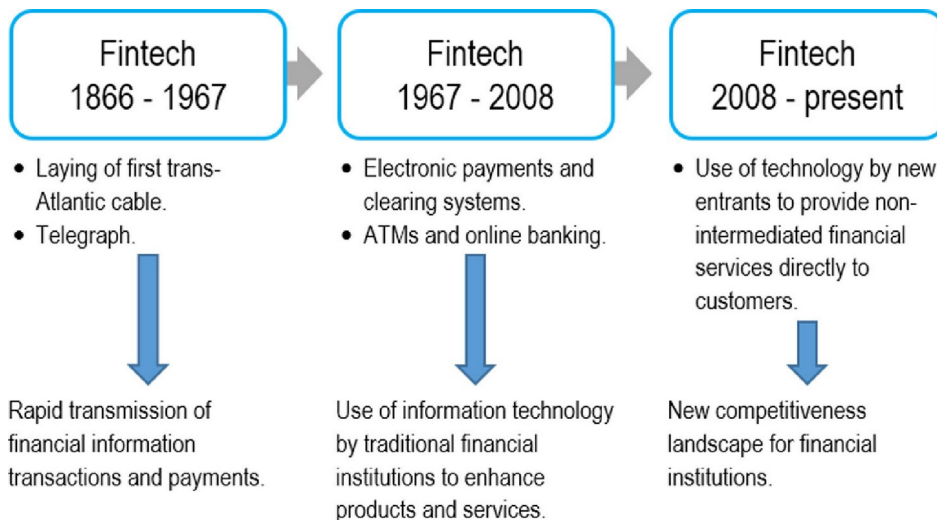 Fintech
1866 - 1967
Fintech
1967 - 2008
Fintech
2008 - present
• Laying of first trans-
Atlantic cable.
• Telegraph.
• Electronic payments and
clearing systems.
• ATMs and online banking.
• Use of technology by new
entrants to provide non-
intermediated financial
services directly to
customers.
Rapid transmission of
financial information
transactions and payments.
Use of information technology
by traditional financial
institutions to enhance
products and services.
New competitiveness
landscape for financial
institutions.